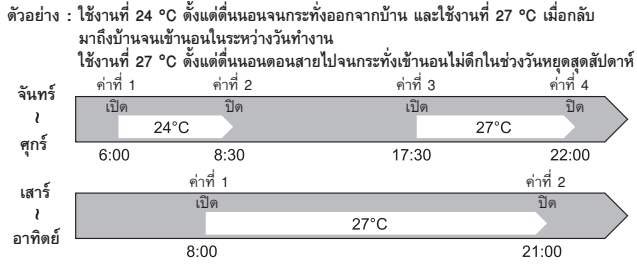 ตัวอย่าง : ใช้งานที่ 24 °C ตั้งแต่ตื่นนอนจนกระทั่งออกจากบ้าน และใช้งานที่ 27 °C เมื่อกลับ
มาถึงบ้านจนเข้านอนในระหว่างวันทำงาน
ใช้งานที่ 27 °C ตั้งแต่ตื่นนอนตอนสายไปจนกระทั่งเข้านอนไม่ดึกในช่วงวันหยุดสุดสัปดาห์
จันทร์ ~ ศุกร์
ค่าที่ 1 ค่าที่ 2 ค่าที่ 3 ค่าที่ 4
เปิด ปิด เปิด ปิด
24°C 27°C
6:00 8:30 17:30 22:00
เสาร์ ~ อาทิตย์
ค่าที่ 1 ค่าที่ 2
เปิด ปิด
27°C
8:00 21:00